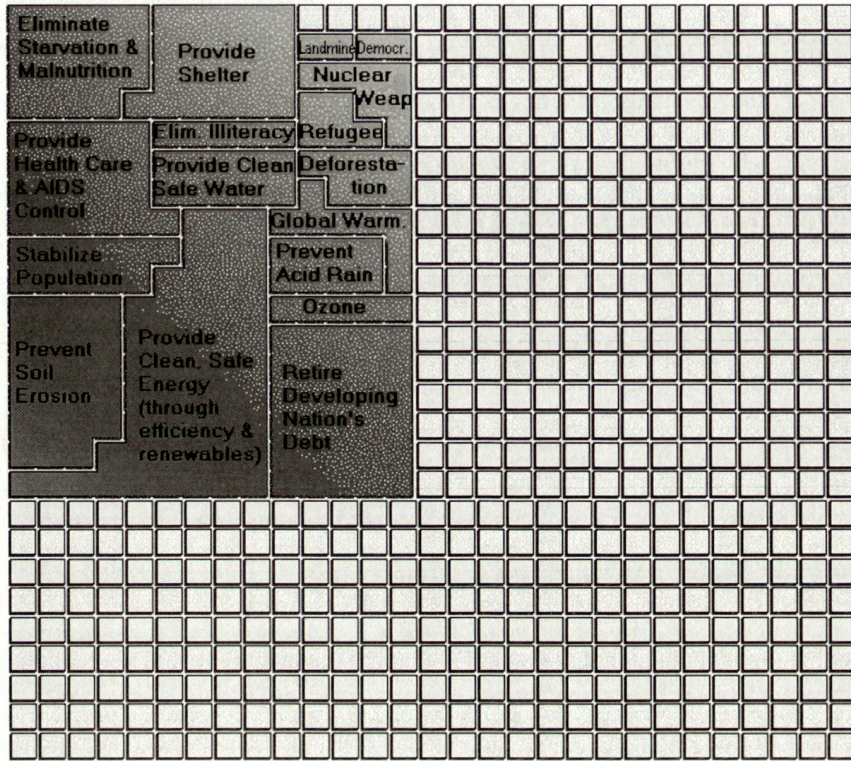 Eliminate
Starvation &
Malnutrition
Provide
Shelter
Landmine
Democr.
Nuclear
Weap
Elim. Illiteracy
Refugee
Provide
Health Care
& AIDS
Control
Provide Clean
Safe Water
Deforesta-
tion
Global Warm.
Stabilize
Population
Prevent
Acid Rain
Ozone
Prevent
Soil
Erosion
Provide
Clean, Safe
Energy
(through
efficiency &
renewables)
Retire
Developing
Nation's
Debt